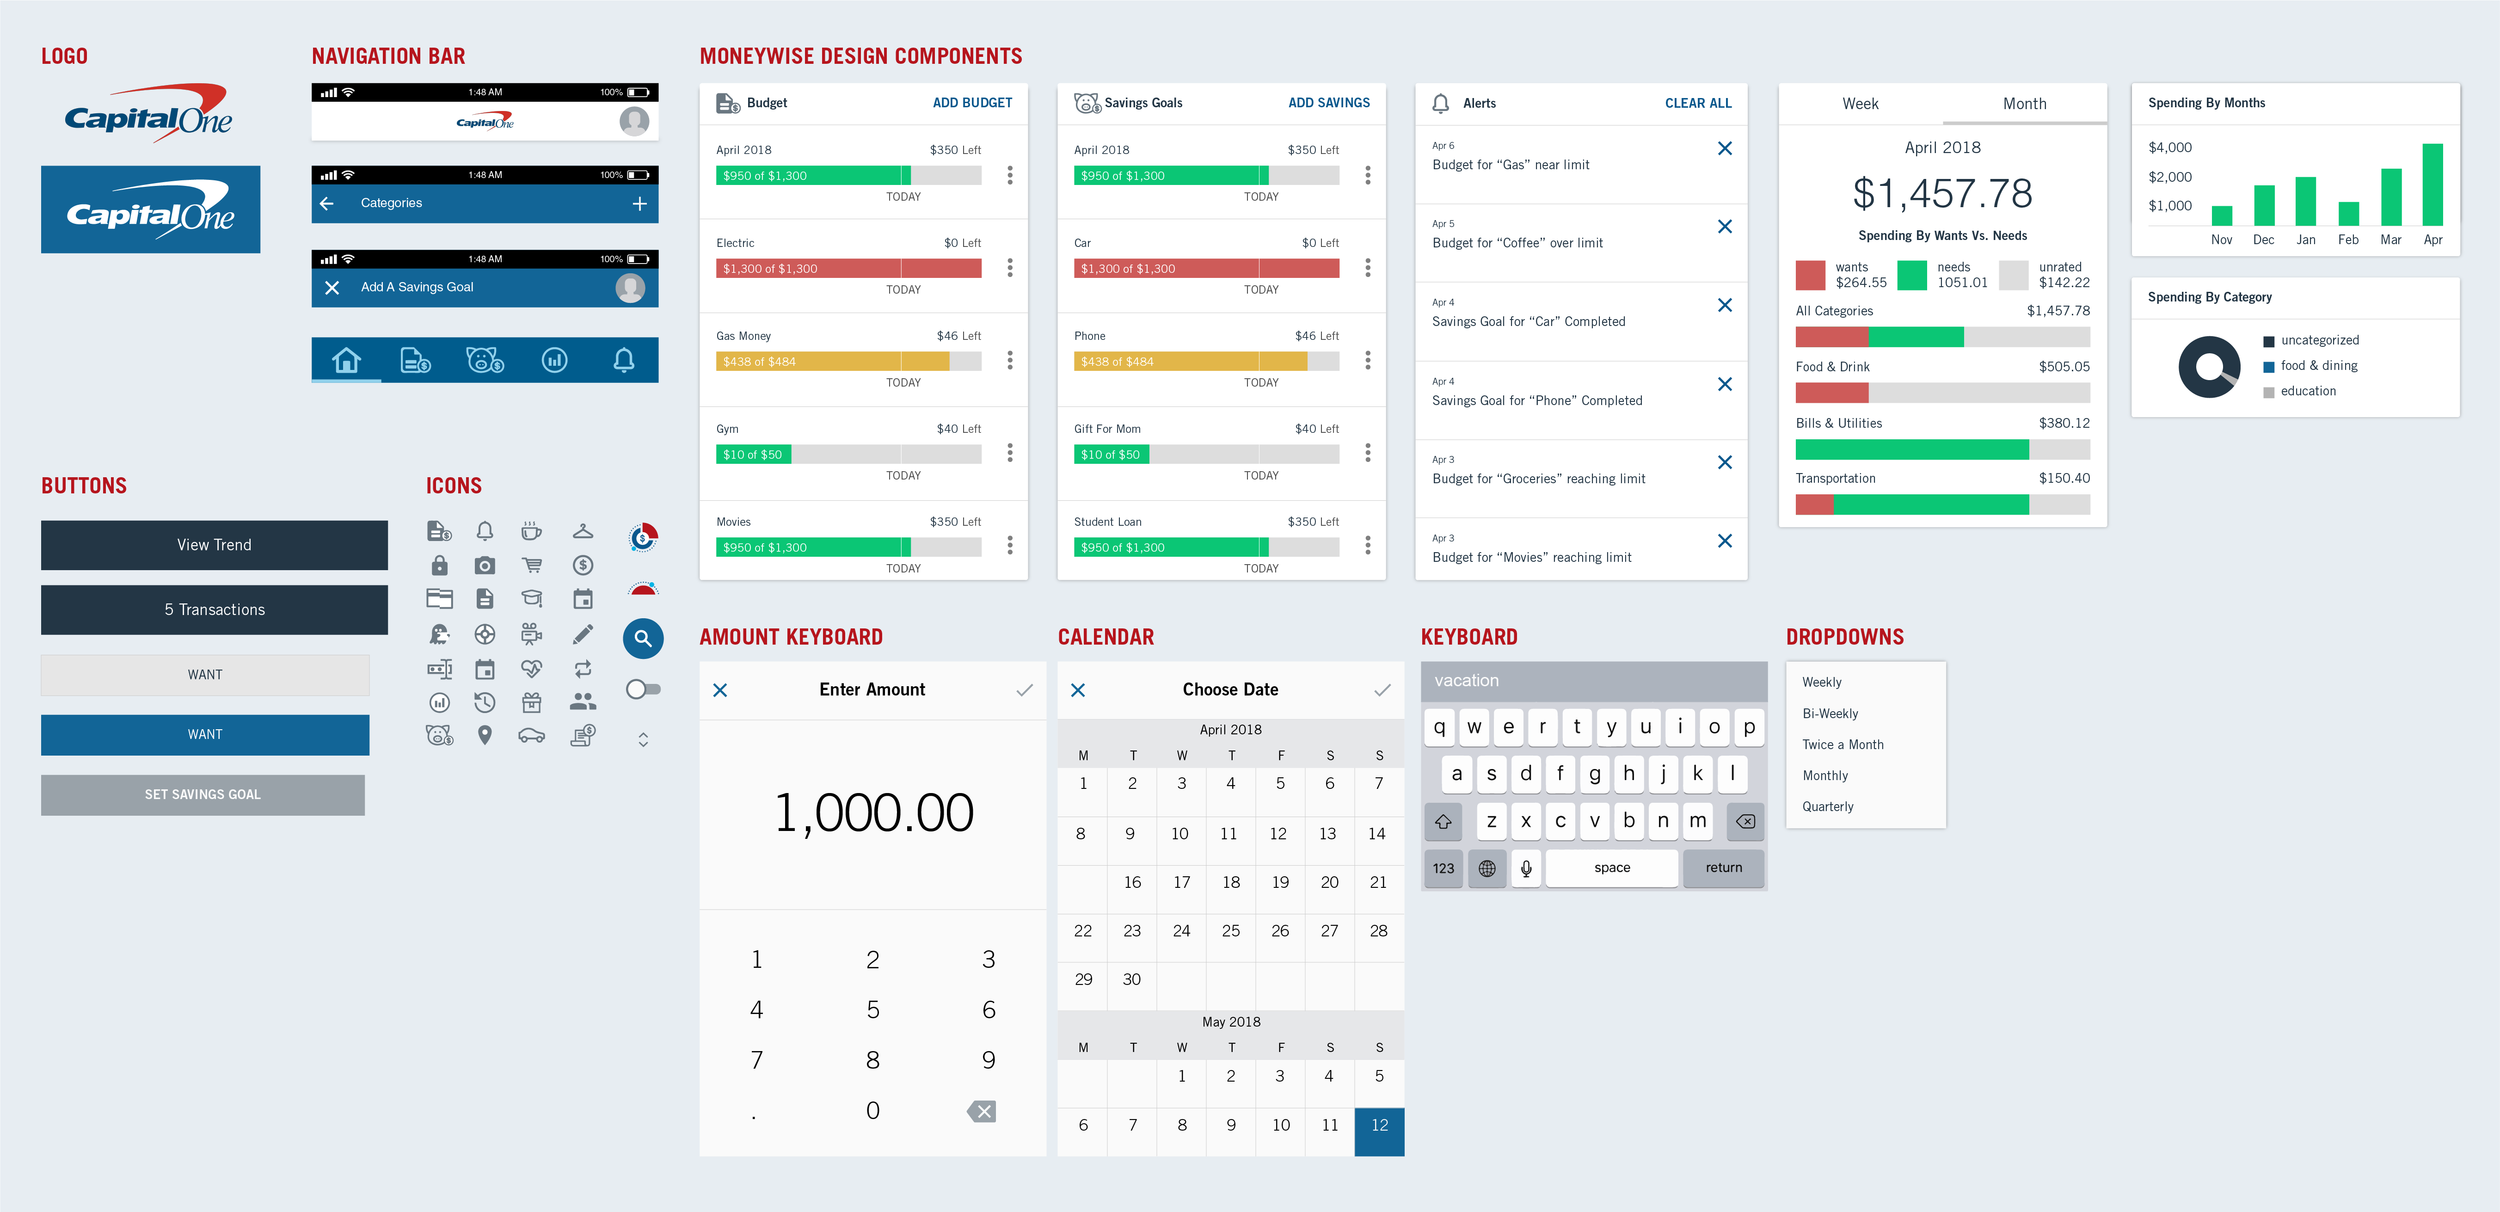 LOGO
CapitalOne
CapitalOne
NAVIGATION BAR
1:48 AM 100%
CapitalOne
1:48 AM 100%
Categories
1:48 AM 100%
Add A Savings Goal
MONEYWISE DESIGN COMPONENTS
Budget ADD BUDGET
April 2018 $350 Left
$950 of $1,300
TODAY
Electric $0 Left
$1,300 of $1,300
TODAY
Gas Money $46 Left
$438 of $484
TODAY
Gym $40 Left
$10 of $50
TODAY
Movies $350 Left
$950 of $1,300
TODAY
Savings Goals ADD SAVINGS
April 2018 $350 Left
$950 of $1,300
TODAY
Car $0 Left
$1,300 of $1,300
TODAY
Phone $46 Left
$438 of $484
TODAY
Gift For Mom $40 Left
$10 of $50
TODAY
Student Loan $350 Left
$950 of $1,300
TODAY
Alerts CLEAR ALL
Apr 6
Budget for “Gas” near limit
Apr 5
Budget for “Coffee” over limit
Apr 4
Savings Goal for “Car” Completed
Apr 4
Savings Goal for “Phone” Completed
Apr 3
Budget for “Groceries” reaching limit
Apr 3
Budget for “Movies” reaching limit
Week Month
April 2018
$1,457.78
Spending By Wants Vs. Needs
wants needs unrated
$264.55 1051.01 $142.22
All Categories $1,457.78
Food & Drink $505.05
Bills & Utilities $380.12
Transportation $150.40
Spending By Months
$4,000
$2,000
$1,000
Nov Dec Jan Feb Mar Apr
Spending By Category
uncategorized
food & dining
education
BUTTONS
View Trend
5 Transactions
WANT
WANT
SET SAVINGS GOAL
ICONS
AMOUNT KEYBOARD
Enter Amount
1,000.00
1 2 3
4 5 6
7 8 9
. 0
CALENDAR
Choose Date
April 2018
M T W T F S S
1 2 3 4 5 6 7
8 9 10 11 12 13 14
16 17 18 19 20 21
22 23 24 25 26 27 28
29 30
May 2018
M T W T F S S
1 2 3 4 5
6 7 8 9 10 11 12
KEYBOARD
vacation
q w e r t y u i o p
a s d f g h j k l
z x c v b n m
123 space return
DROPDOWNS
Weekly
Bi-Weekly
Twice a Month
Monthly
Quarterly